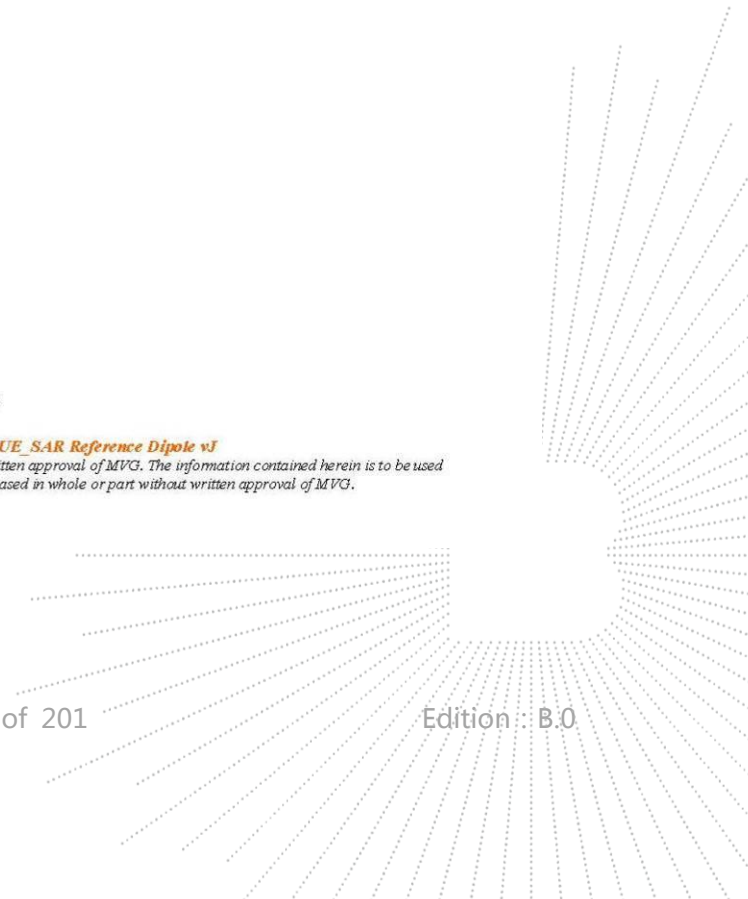 UE_SAR Reference Dipole vJ
tten approval of MVG. The information contained herein is to be used
ased in whole or part without written approval of MVG.
of 201
Edition : B.0